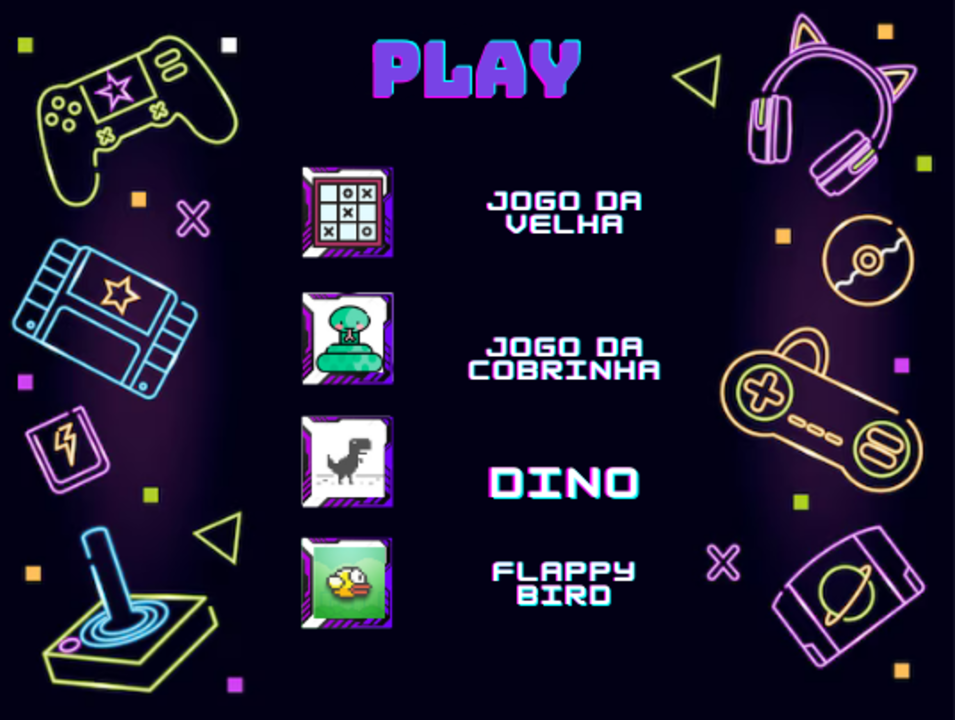 PLAY
JOGO DA
VELHA
JOGO DA
COBRINHA
DINO
FLAPPY
BIRD